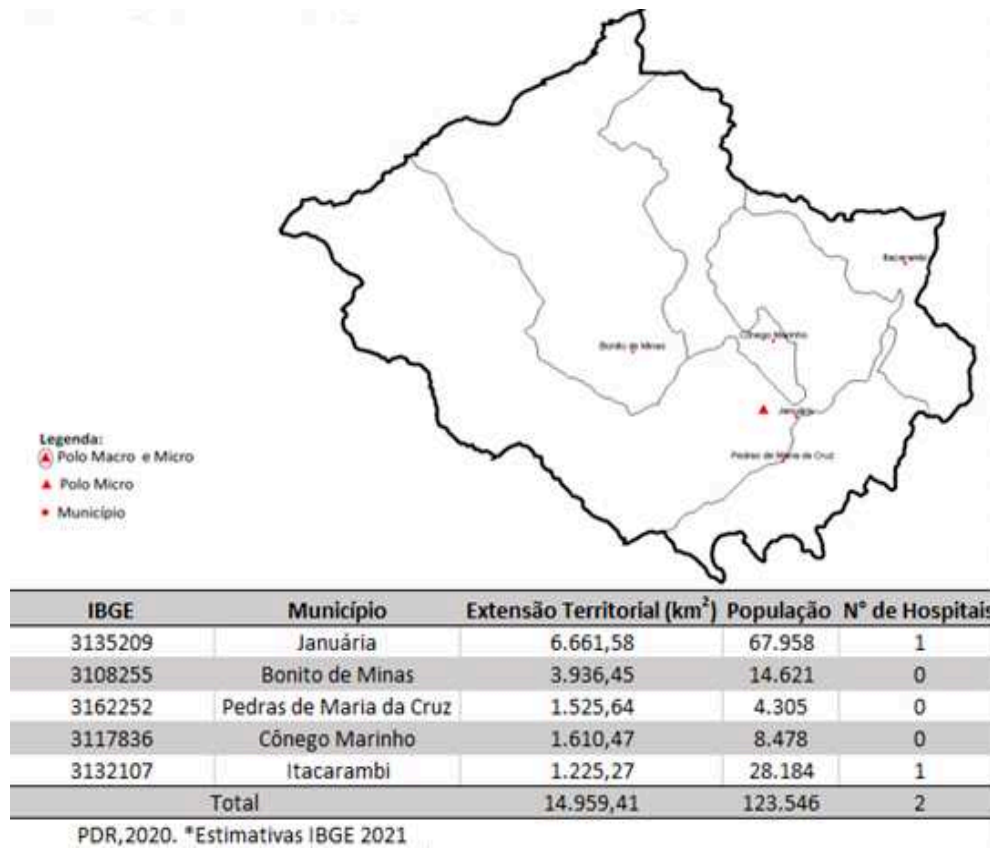 Itacarambi
Cônego Marinho
Bonito de Minas
Januária
Pedras de Maria da Cruz
Legenda:
Polo Macro e Micro
Polo Micro
Município
IBGE Município Extensão Territorial (km²) População N° de Hospitais
3135209 Januária 6.661,58 67.958 1
3108255 Bonito de Minas 3.936,45 14.621 0
3162252 Pedras de Maria da Cruz 1.525,64 4.305 0
3117836 Cônego Marinho 1.610,47 8.478 0
3132107 Itacarambi 1.225,27 28.184 1
Total 14.959,41 123.546 2
PDR,2020. *Estimativas IBGE 2021